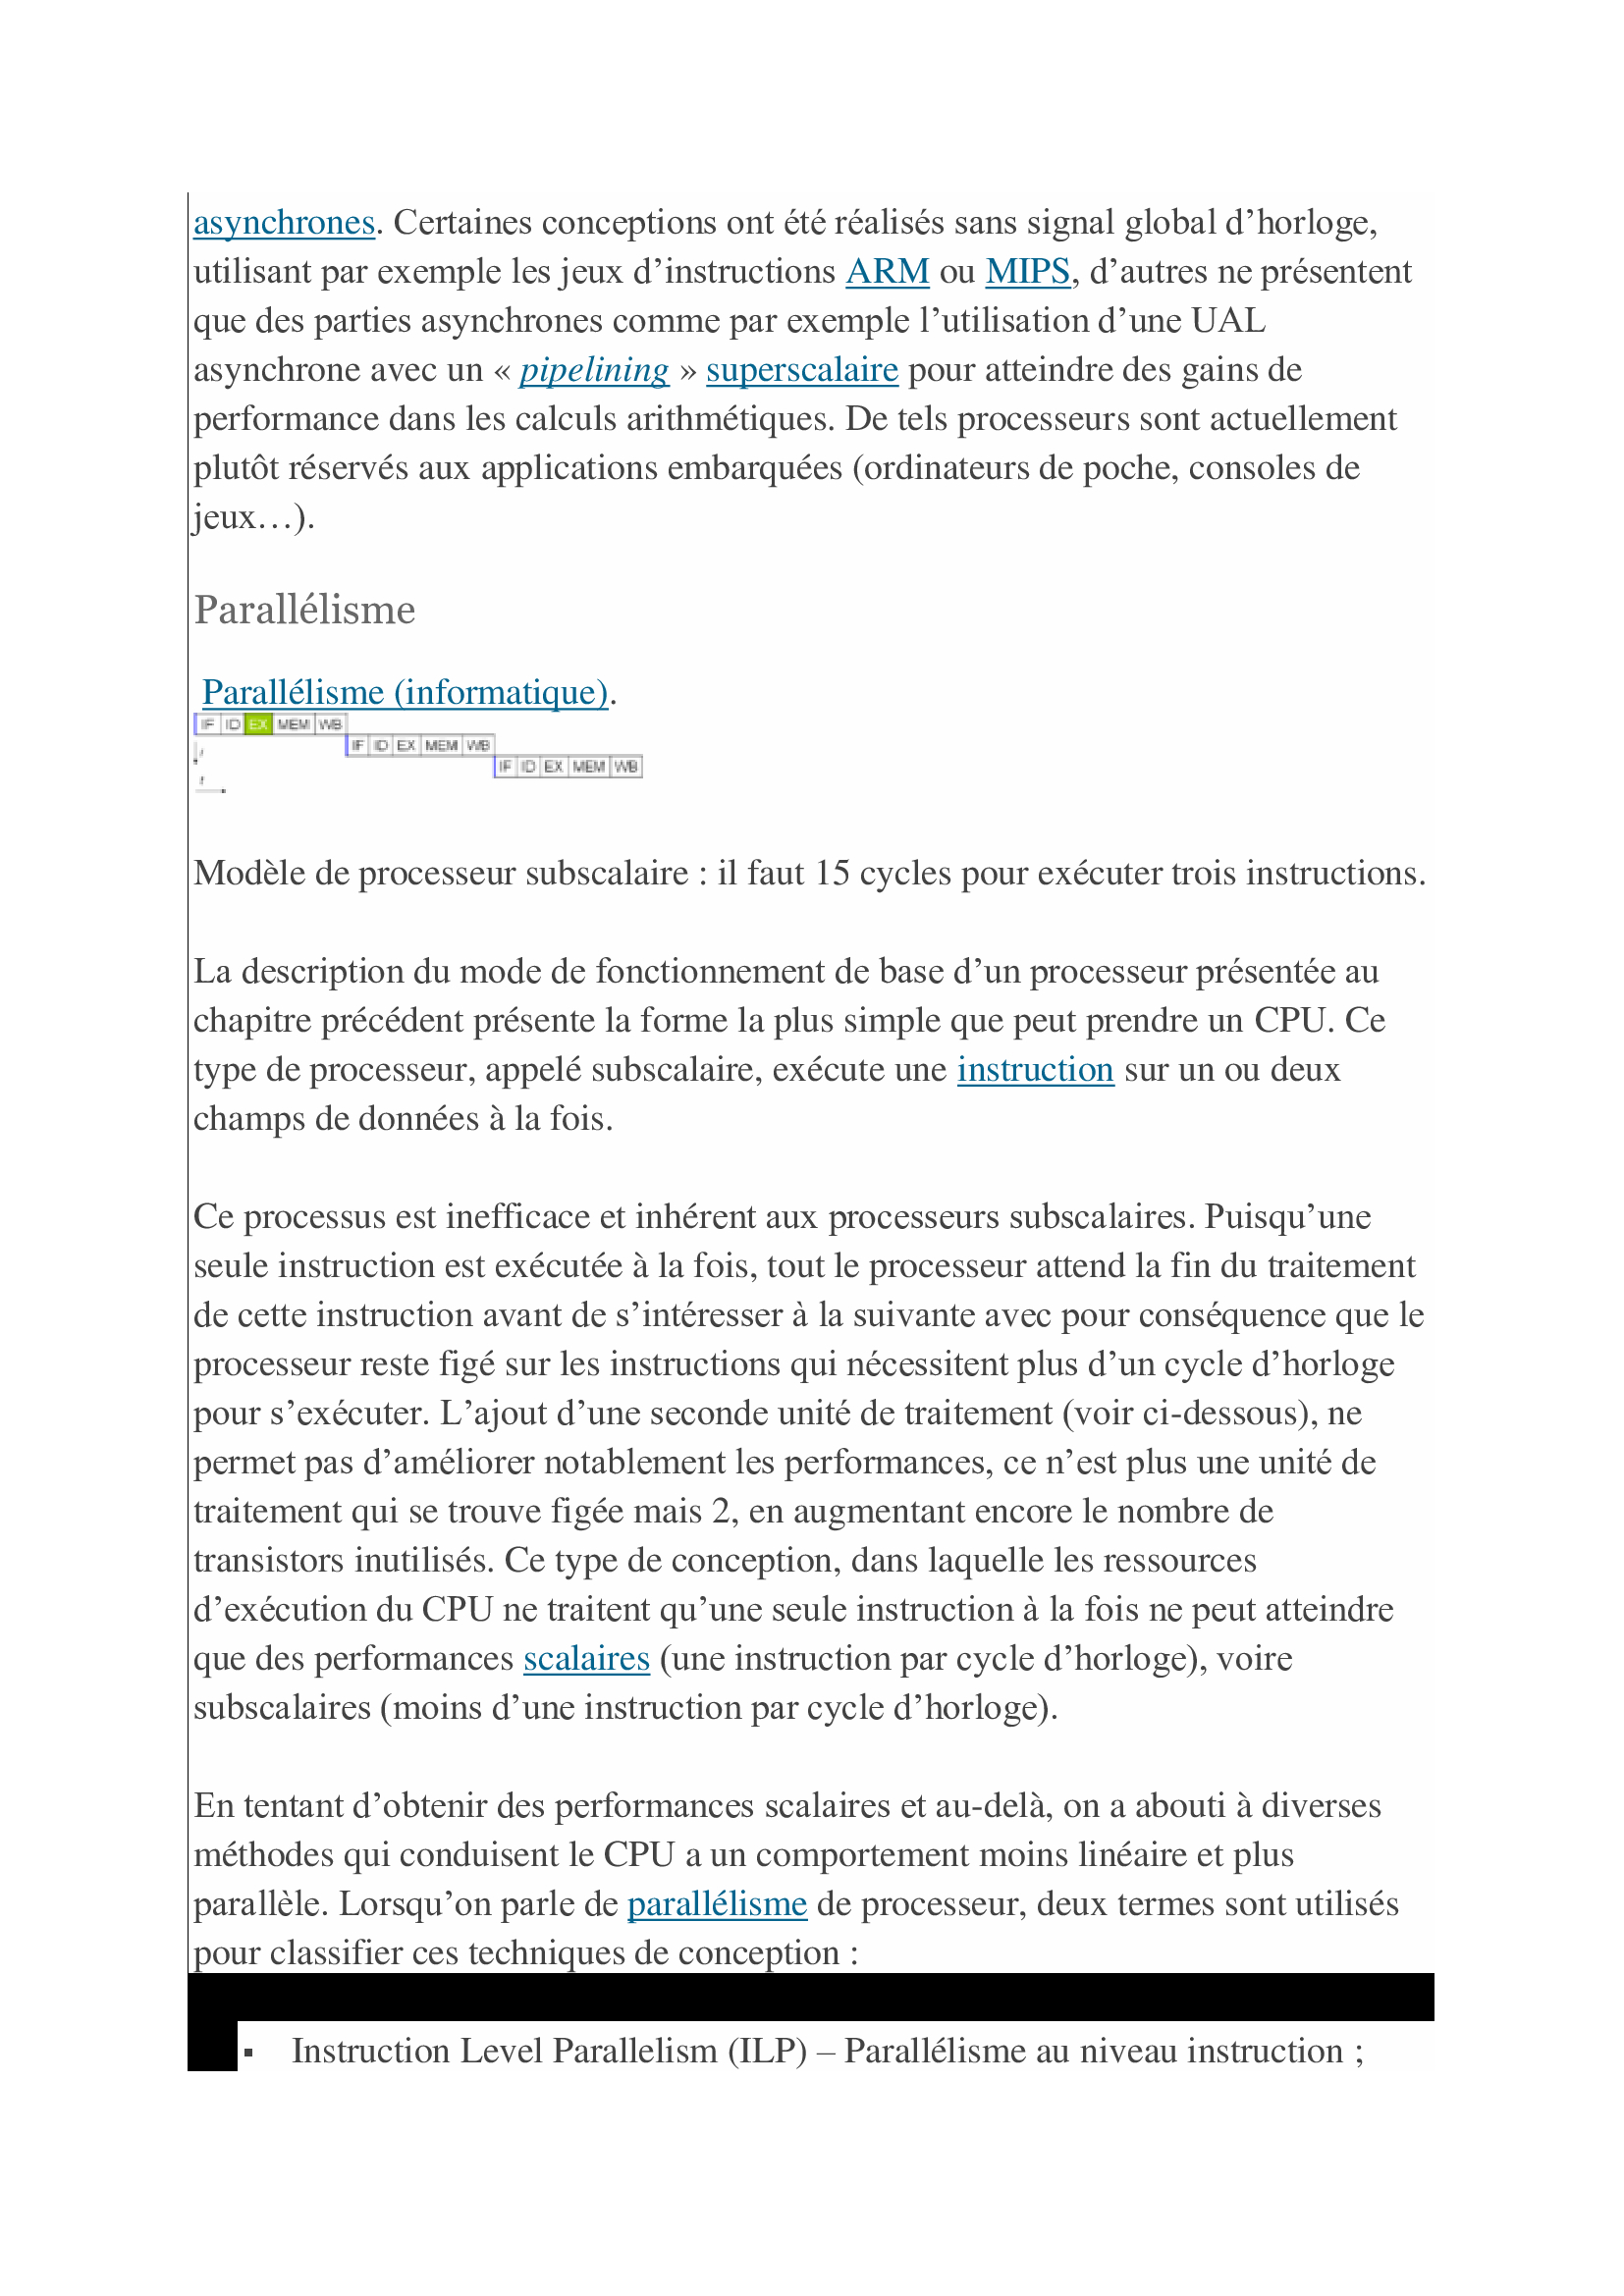 asynchrones. Certaines conceptions ont été réalisés sans signal global d’horloge,
utilisant par exemple les jeux d’instructions ARM ou MIPS, d’autres ne présentent
que des parties asynchrones comme par exemple l’utilisation d’une UAL
asynchrone avec un « pipelining » superscalaire pour atteindre des gains de
performance dans les calculs arithmétiques. De tels processeurs sont actuellement
plutôt réservés aux applications embarquées (ordinateurs de poche, consoles de
jeux…).
Parallélisme
Parallélisme (informatique).
IF ID EX MEM WB
IF ID EX MEM WB
IF ID EX MEM WB
Modèle de processeur subscalaire : il faut 15 cycles pour exécuter trois instructions.
La description du mode de fonctionnement de base d’un processeur présentée au
chapitre précédent présente la forme la plus simple que peut prendre un CPU. Ce
type de processeur, appelé subscalaire, exécute une instruction sur un ou deux
champs de données à la fois.
Ce processus est inefficace et inhérent aux processeurs subscalaires. Puisqu’une
seule instruction est exécutée à la fois, tout le processeur attend la fin du traitement
de cette instruction avant de s’intéresser à la suivante avec pour conséquence que le
processeur reste figé sur les instructions qui nécessitent plus d’un cycle d’horloge
pour s’exécuter. L’ajout d’une seconde unité de traitement (voir ci-dessous), ne
permet pas d’améliorer notablement les performances, ce n’est plus une unité de
traitement qui se trouve figée mais 2, en augmentant encore le nombre de
transistors inutilisés. Ce type de conception, dans laquelle les ressources
d’exécution du CPU ne traitent qu’une seule instruction à la fois ne peut atteindre
que des performances scalaires (une instruction par cycle d’horloge), voire
subscalaires (moins d’une instruction par cycle d’horloge).
En tentant d’obtenir des performances scalaires et au-delà, on a abouti à diverses
méthodes qui conduisent le CPU a un comportement moins linéaire et plus
parallèle. Lorsqu’on parle de parallélisme de processeur, deux termes sont utilisés
pour classifier ces techniques de conception :
▪ Instruction Level Parallelism (ILP) – Parallélisme au niveau instruction ;